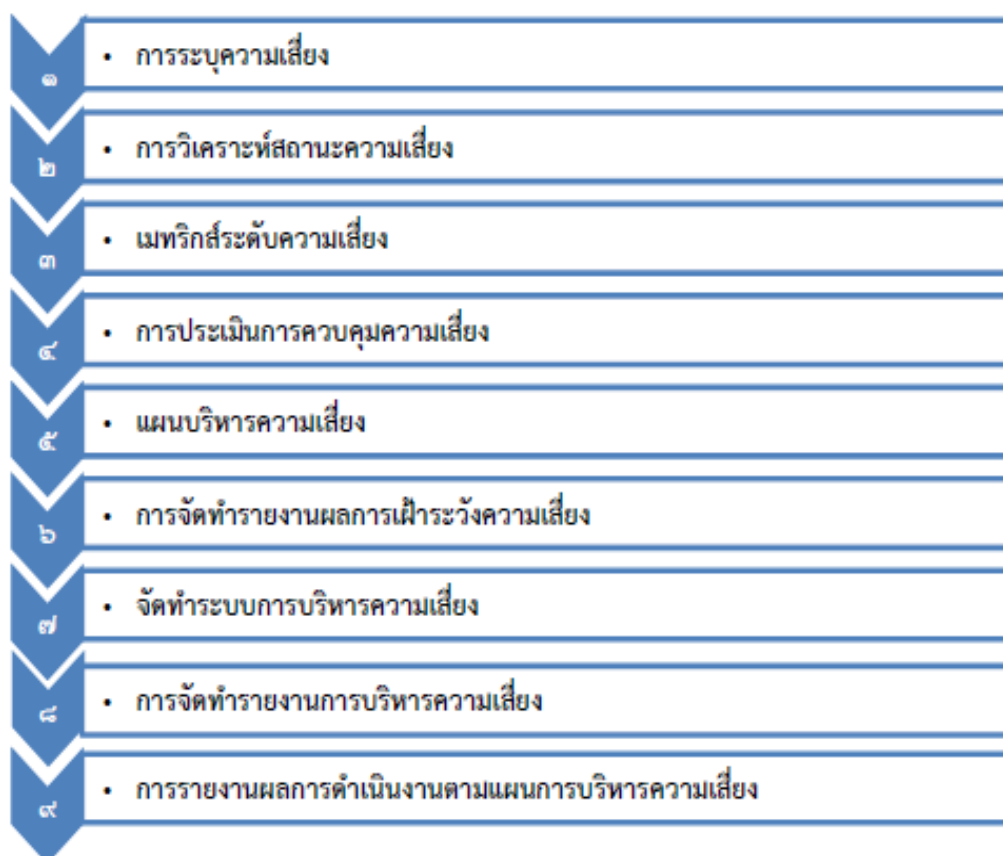 ๑
• การระบุความเสี่ยง
๒
• การวิเคราะห์สถานะความเสี่ยง
๓
• เมทริกส์ระดับความเสี่ยง
๔
• การประเมินการควบคุมความเสี่ยง
๕
• แผนบริหารความเสี่ยง
๖
• การจัดทำรายงานผลการเฝ้าระวังความเสี่ยง
๗
• จัดทำระบบการบริหารความเสี่ยง
๘
• การจัดทำรายงานการบริหารความเสี่ยง
๙
• การรายงานผลการดำเนินงานตามแผนการบริหารความเสี่ยง